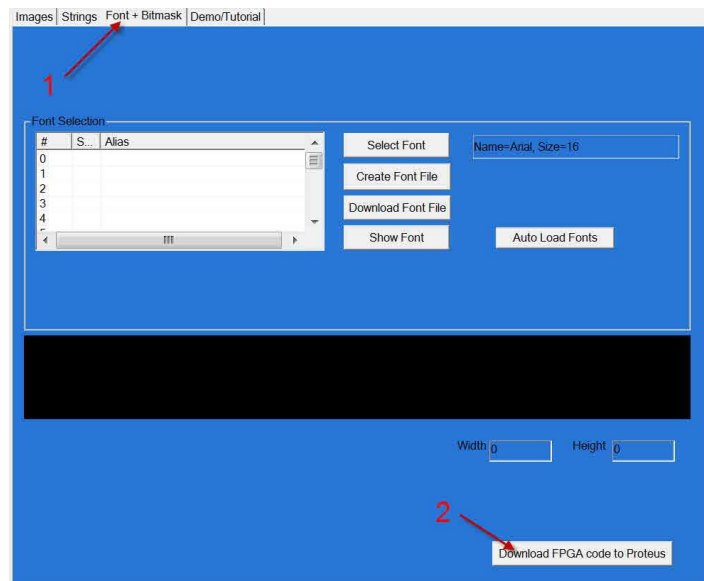 Images Strings Font + Bitmask Demo/Tutorial
1
Font Selection
# S... Alias
0
1
2
3
4
Select Font
Create Font File
Download Font File
Show Font
Name=Arial, Size=16
Auto Load Fonts
Width 0 Height 0
2
Download FPGA code to Proteus